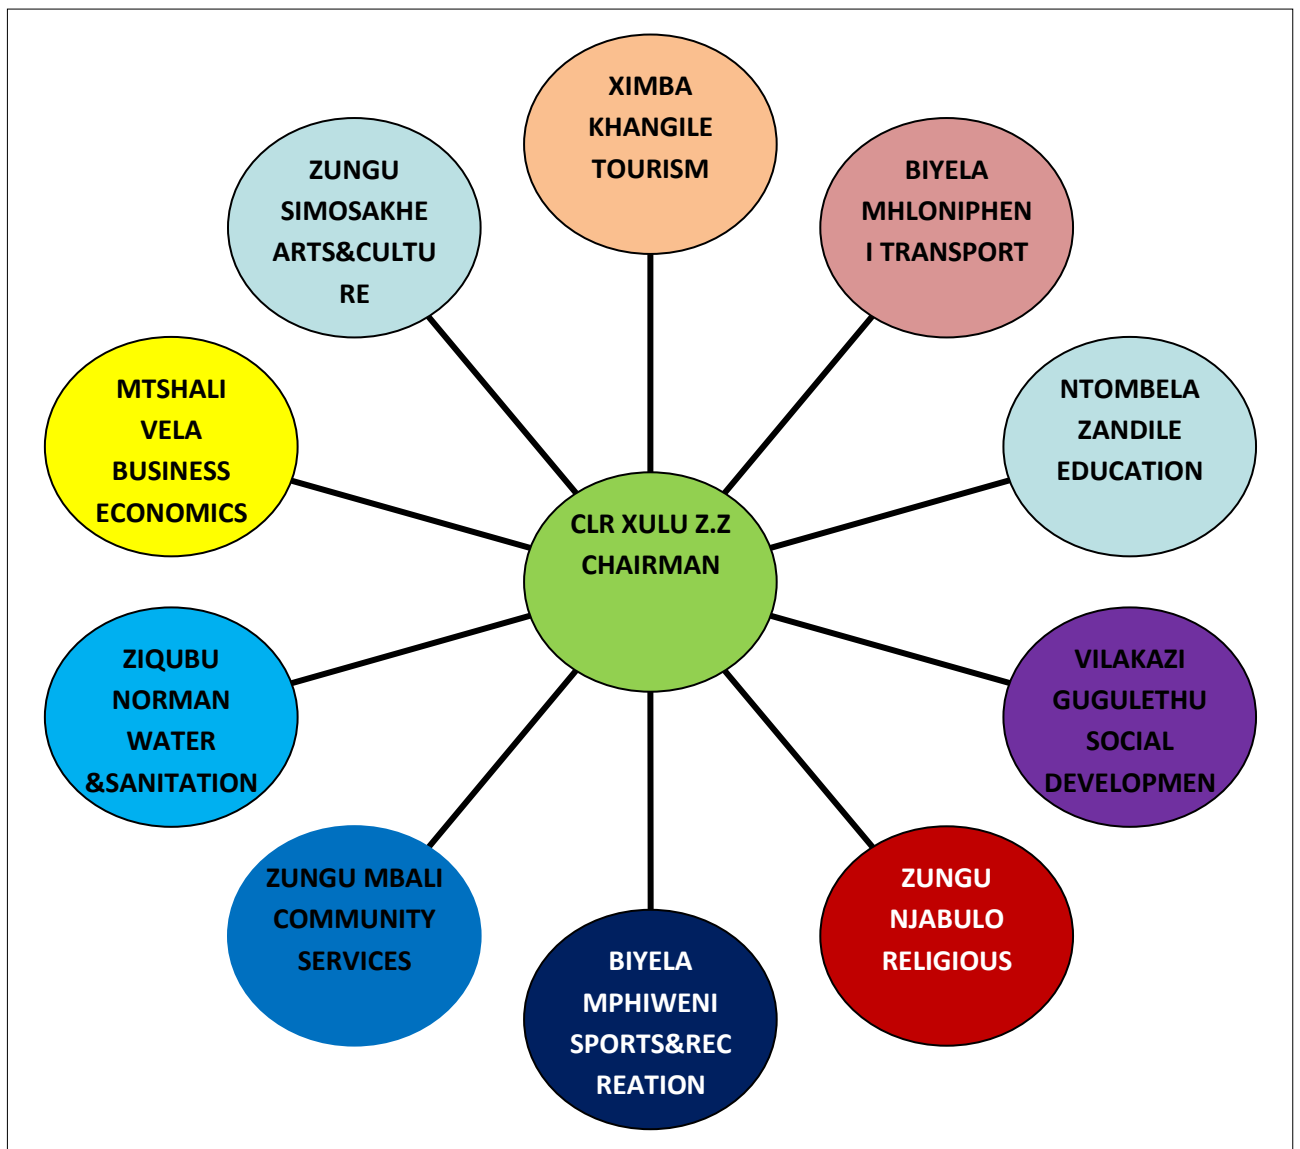 XIMBA
KHANGILE
TOURISM
BIYELA
MHLONIPHEN
I TRANSPORT
NTOMBELA
ZANDILE
EDUCATION
VILAKAZI
GUGULETHU
SOCIAL
DEVELOPMEN
ZUNGU
NJABULO
RELIGIOUS
BIYELA
MPHIWENI
SPORTS&REC
REATION
ZUNGU MBALI
COMMUNITY
SERVICES
ZIQUBU
NORMAN
WATER
&SANITATION
MTSHALI
VELA
BUSINESS
ECONOMICS
ZUNGU
SIMOSAKHE
ARTS&CULTU
RE
CLR XULU Z.Z
CHAIRMAN